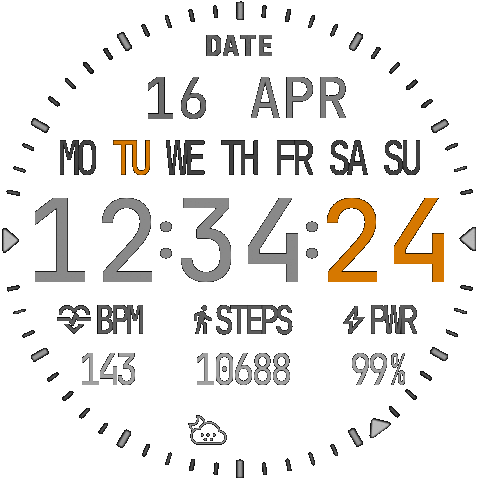 DATE
16 APR
MO TU WE TH FR SA SU
12:34:24
BPM STEPS PWR
143 10688 99%